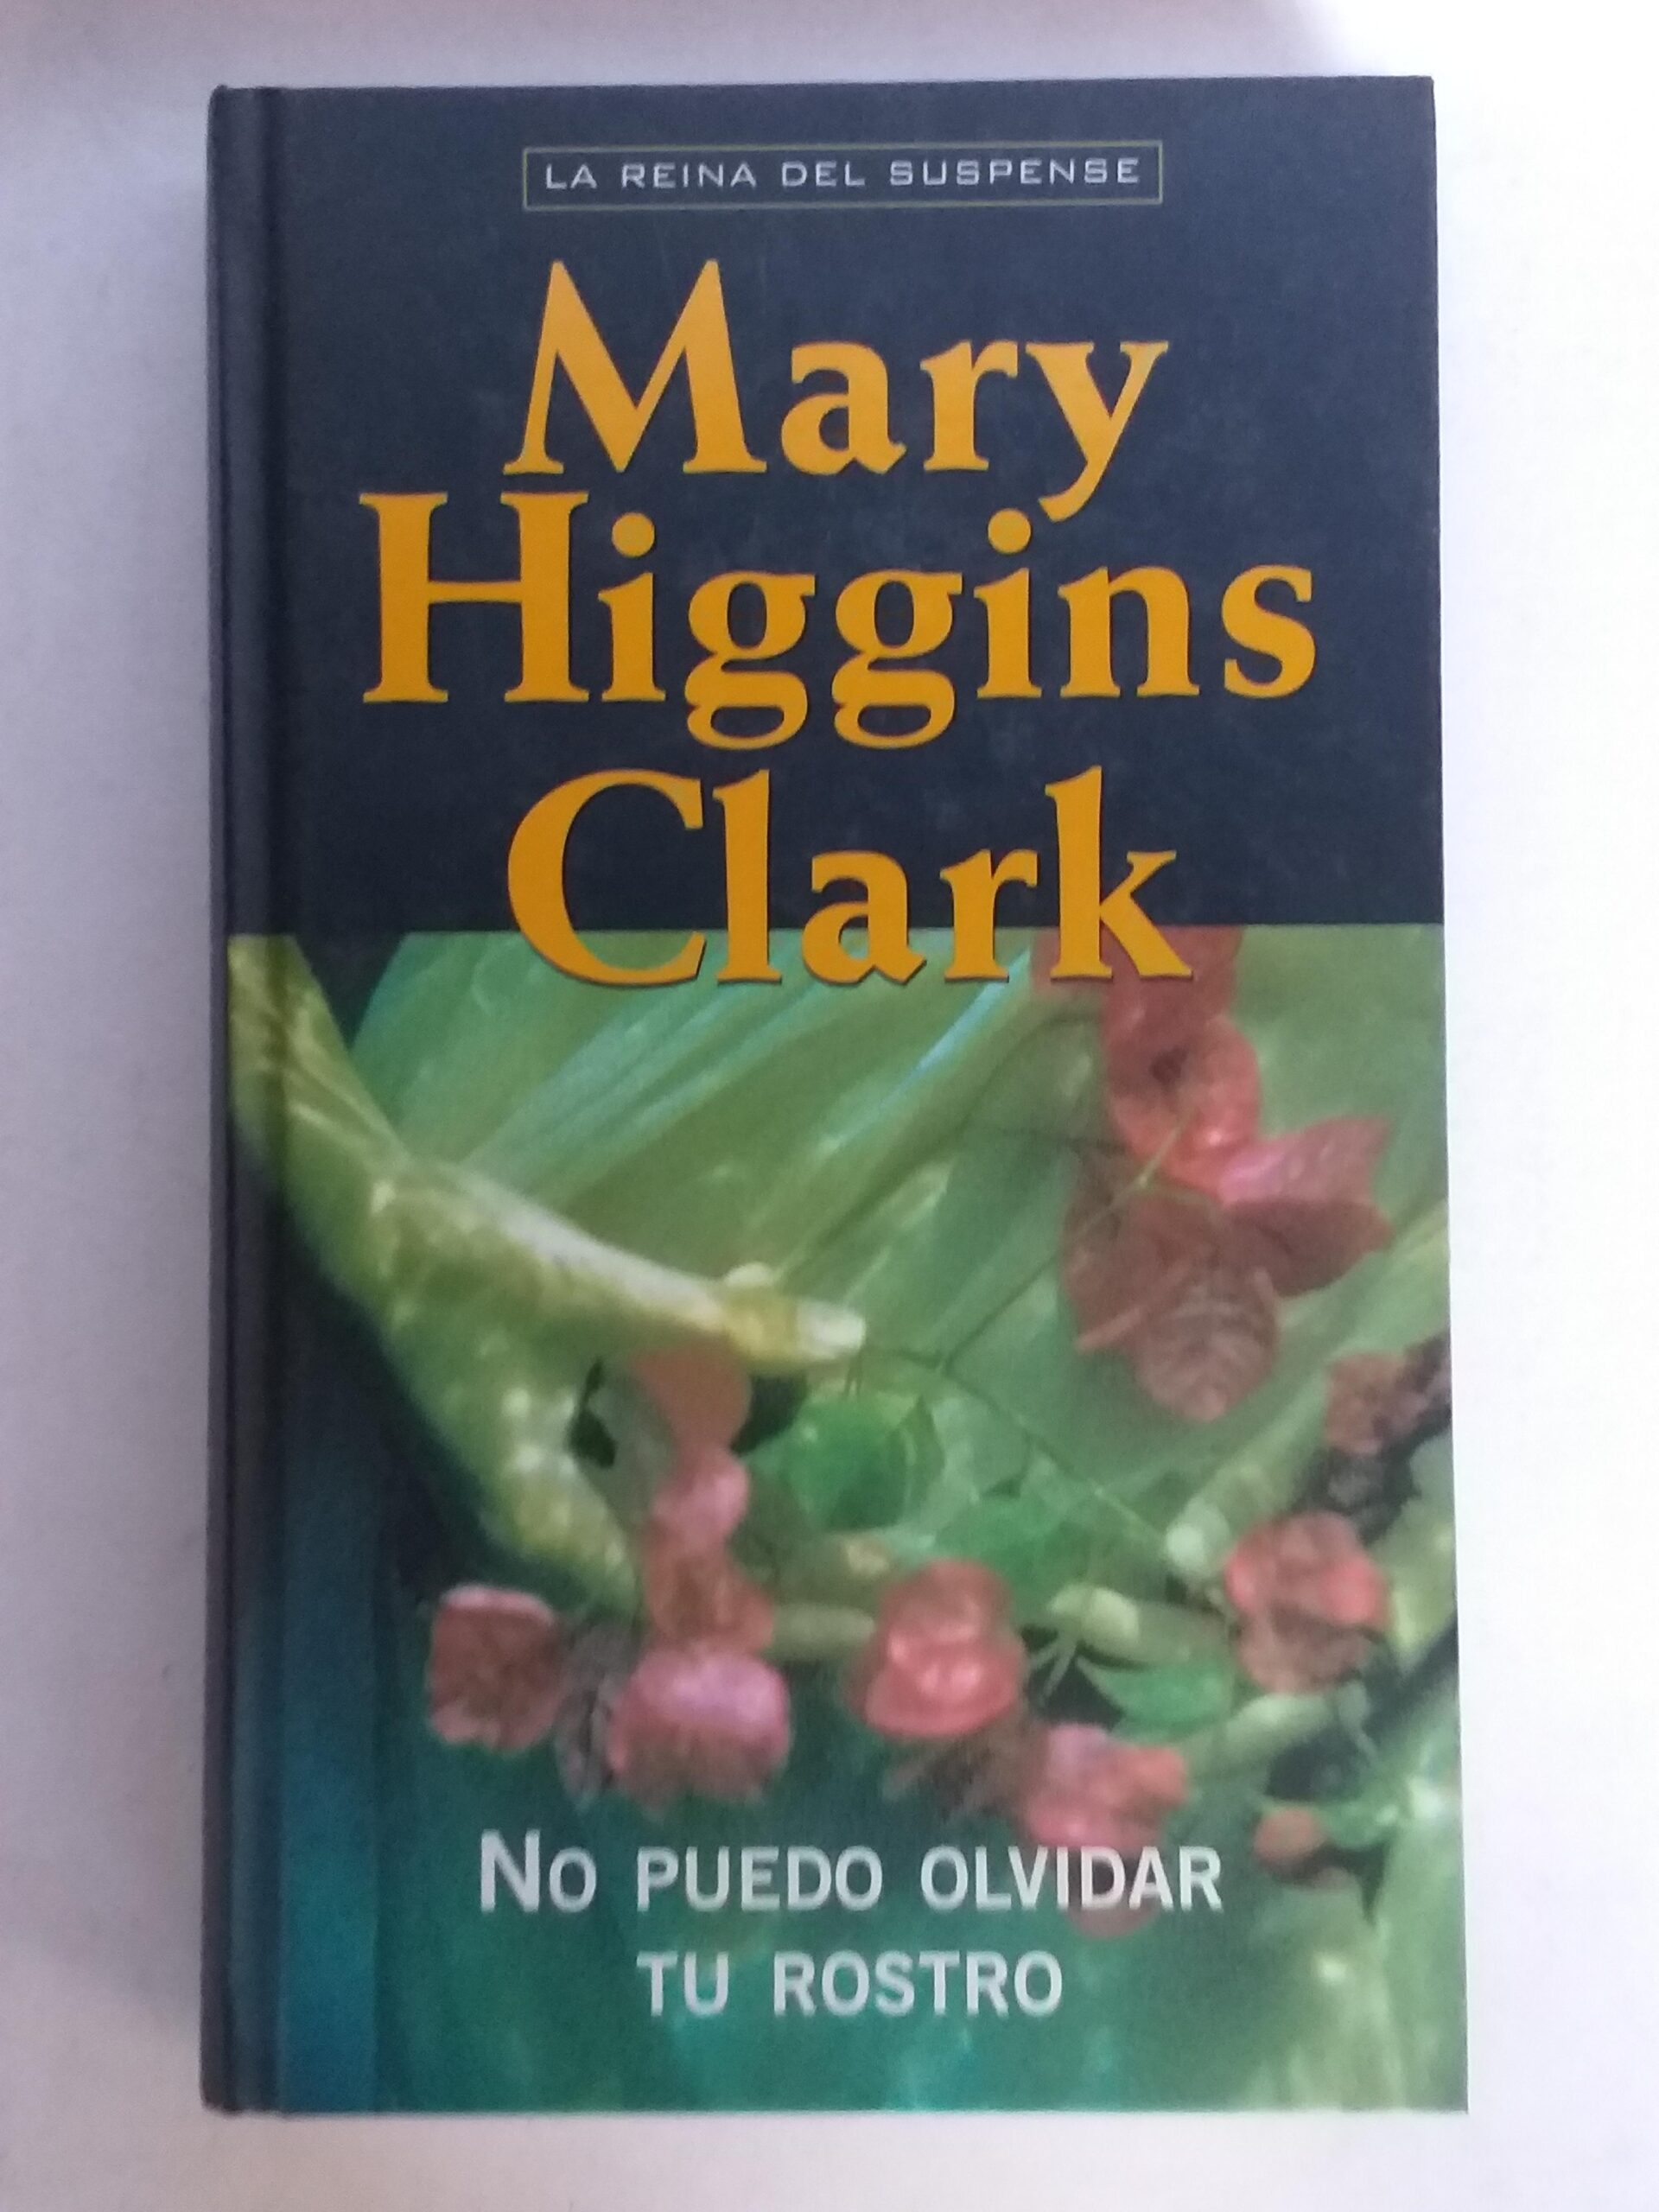 LA REINA DEL SUSPENSE
Mary
Higgins
Clark
NO PUEDO OLVIDAR
TU ROSTRO